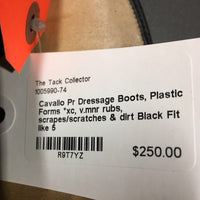 The Tack Collector
1005990-74
Cavallo Pr Dressage Boots, Plastic
Forms *xc, v.mnr rubs,
scrapes/scratches & dirt Black Fit
like 5
R9T7YZ
$250.00